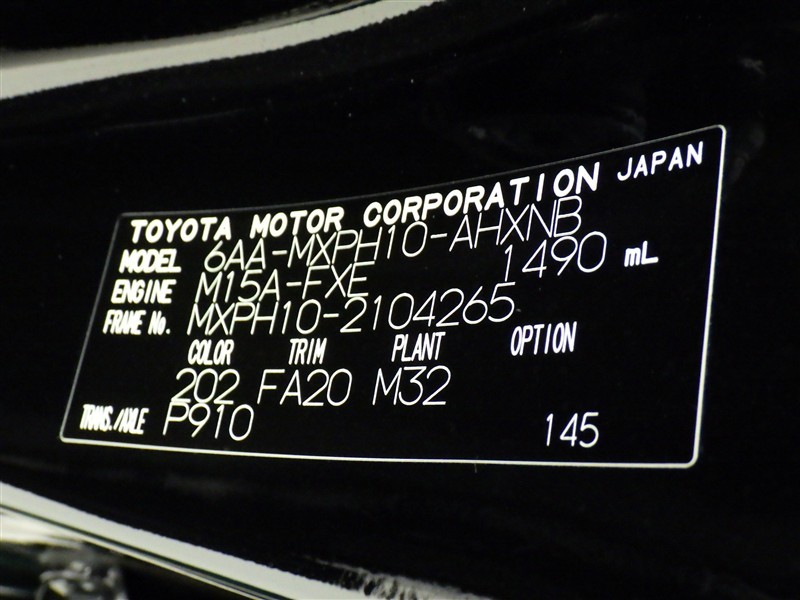 TOYOTA MOTOR CORPORATION JAPAN
MODEL 6AA-MXPH10-AHXNB
ENGINE M15A-FXE 1490 mL
FRAME No. MXPH10-2104265
COLOR TRIM PLANT OPTION
202 FA20 M32
TRANS./AXLE P910 145